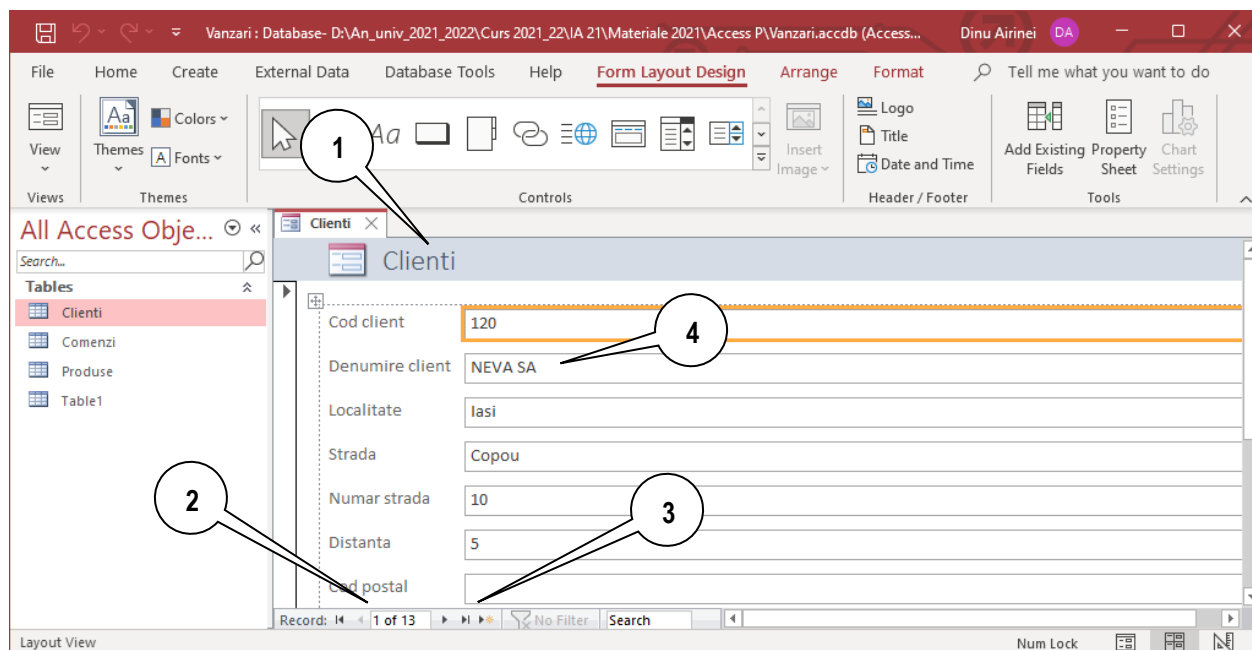 Vanzari : Database- D:\An_univ_2021_2022\Curs 2021_22\IA 21\Materiale 2021\Access P\Vanzari.accdb (Access... Dinu Airinei DA
File Home Create External Data Database Tools Help Form Layout Design Arrange Format Tell me what you want to do
View
Views
Aa
Themes
Colors
A Fonts
Themes
Aa
Controls
Insert
Image
Logo
Title
Date and Time
Header / Footer
Add Existing
Fields
Property
Sheet
Chart
Settings
Tools
1
All Access Obje... «
Search...
Tables
Clienti
Comenzi
Produse
Table1
Clienti
Clienti
Cod client 120
4
Denumire client NEVA SA
Localitate Iasi
Strada Copou
2
Numar strada 10
3
Distanta 5
Cod postal
Record: 1 of 13 No Filter Search
Layout View Num Lock